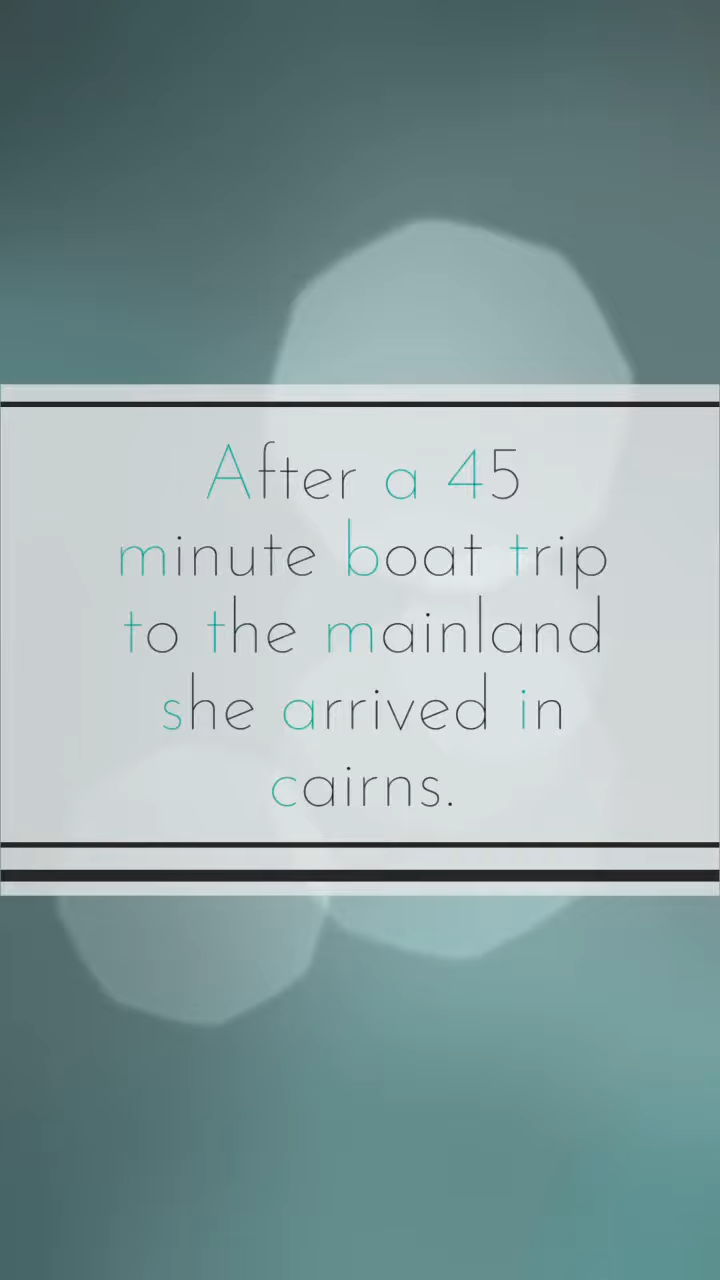 After a 45
minute boat trip
to the mainland
she arrived in
cairns.